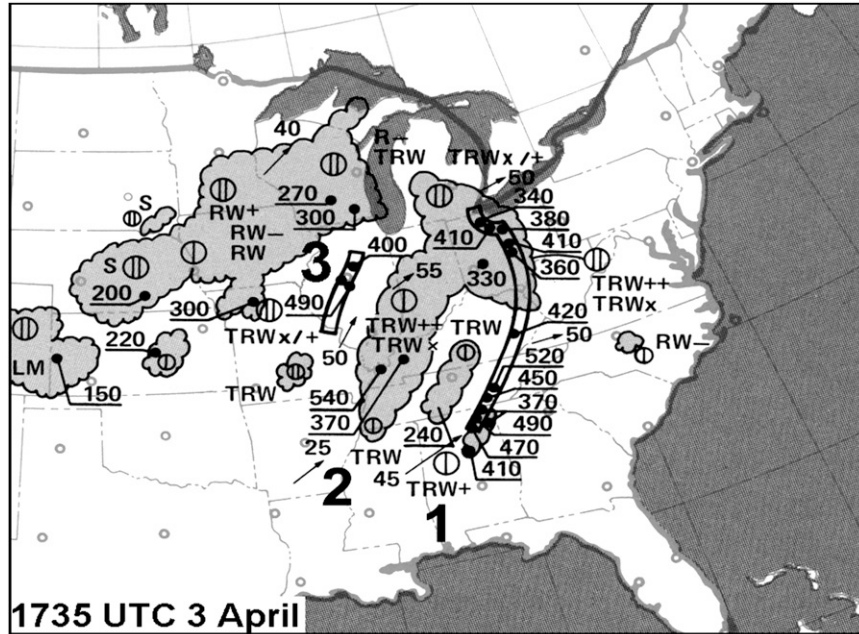 40
R-
TRW
TRWx/+
50
S
RW+
RW-
RW
270
300
340
380
410
410
360
3
400
330
S
200
55
TRW++
TRWx
300
490
TRWx/+
TRW++
TRWx
TRW
420
50
RW-
220
LM
150
50
TRW
540
370
520
450
370
240
490
470
25
TRW
45
410
TRW+
2
1
1735 UTC 3 April